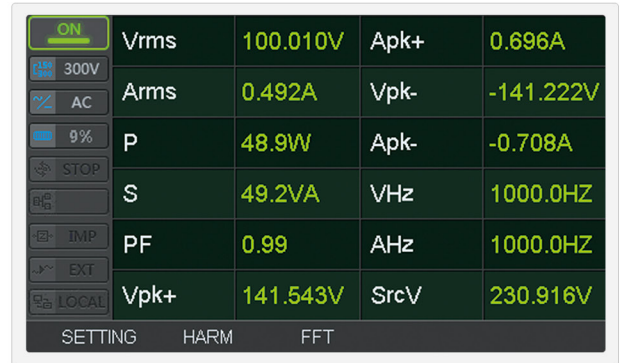 ON
300V
AC
9%
STOP
IMP
EXT
LOCAL
Vrms 100.010V Apk+ 0.696A
Arms 0.492A Vpk- -141.222V
P 48.9W Apk- -0.708A
S 49.2VA VHz 1000.0HZ
PF 0.99 AHz 1000.0HZ
Vpk+ 141.543V SrcV 230.916V
SETTING HARM FFT